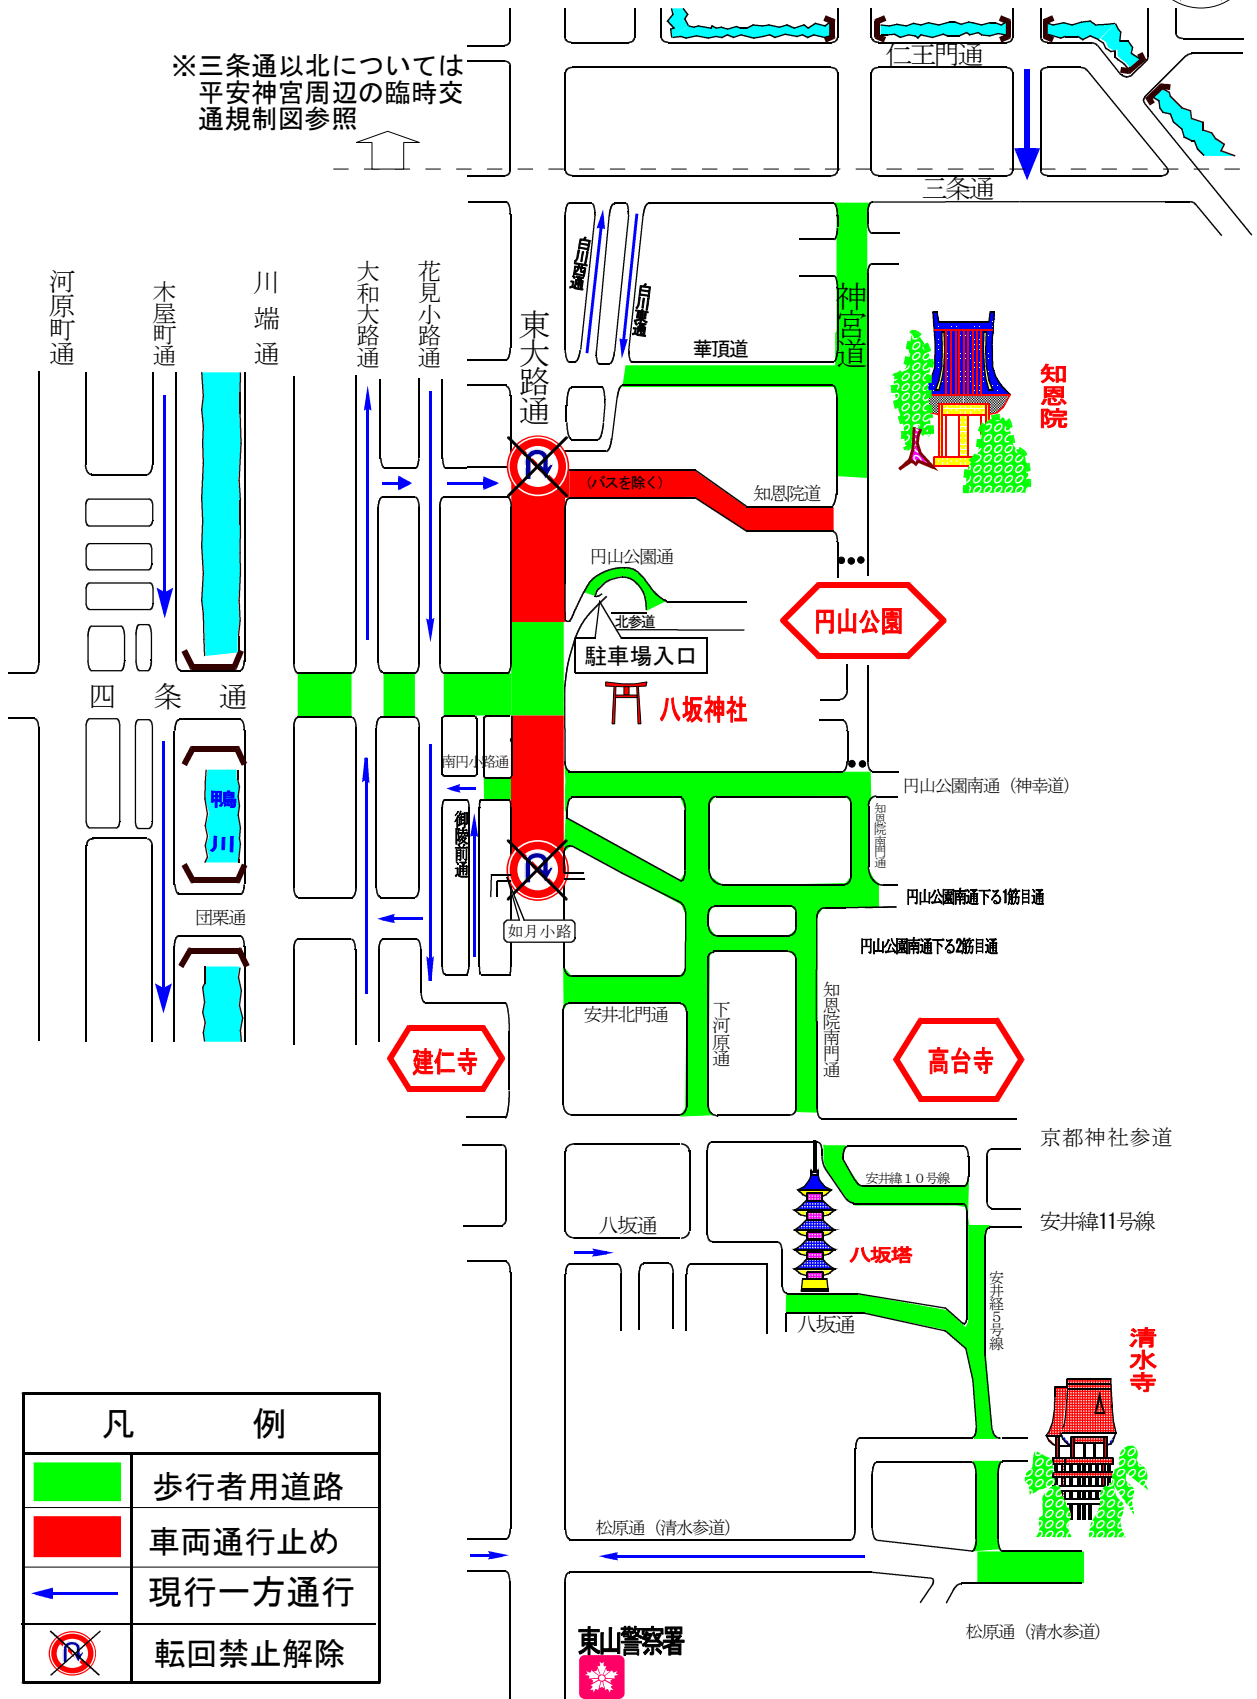 ※三条通以北については
平安神宮周辺の臨時交
通規制図参照
仁王門通
三条通
河原町通
木屋町通
川端通
大和大路通
花見小路通
東大路通
白川西通
白川東通
神宮道
華頂道
知恩院
(バスを除く)
知恩院道
円山公園通
北参道
駐車場入口
円山公園
四条通
八坂神社
南円小路通
円山公園南通（神幸道）
鴨川
御陵前通
知恩院南門通
円山公園南通下る1筋目通
団栗通
如月小路
円山公園南通下る2筋目通
安井北門通
下河原通
知恩院南門通
建仁寺
高台寺
京都神社参道
安井緯１０号線
八坂通
安井緯11号線
八坂塔
安井経５号線
八坂通
清水寺
凡例
歩行者用道路
車両通行止め
現行一方通行
転回禁止解除
松原通（清水参道）
松原通（清水参道）
東山警察署